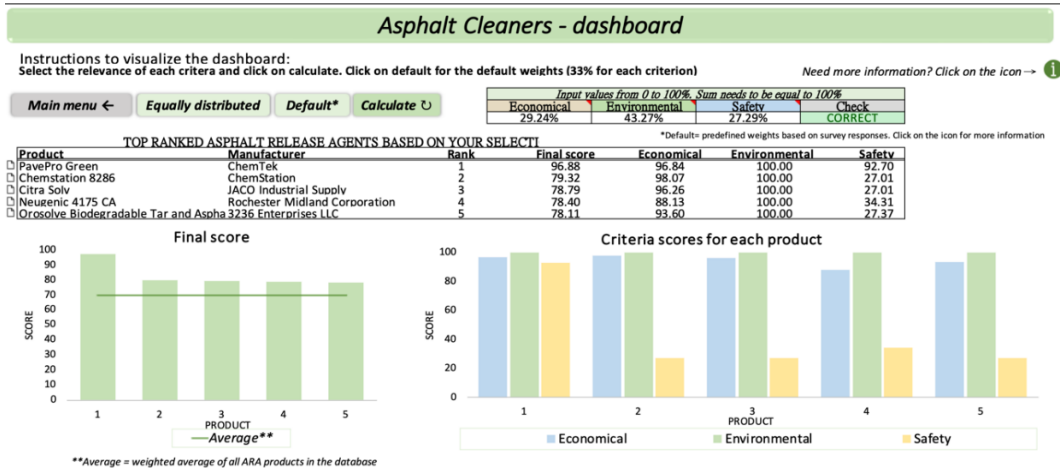 Asphalt Cleaners - dashboard
Instructions to visualize the dashboard:
Select the relevance of each critera and click on calculate. Click on default for the default weights (33% for each criterion)
Need more information? Click on the icon→ i
Main menu ← Equally distributed Default* Calculate ↻
Input values from 0 to 100%. Sum needs to be equal to 100%
Economical Environmental Safety Check
29.24% 43.27% 27.29% CORRECT
*Default= predefined weights based on survey responses. Click on the icon for more information
TOP RANKED ASPHALT RELEASE AGENTS BASED ON YOUR SELECTI
Product Manufacturer Rank Final score Economical Environmental Safety
PavePro Green ChemTek 1 96.88 96.84 100.00 92.70
Chemstation 8286 ChemStation 2 79.32 98.07 100.00 27.01
Citra Solv JACO Industrial Supply 3 78.79 96.26 100.00 27.01
Neugenic 4175 CA Rochester Midland Corporation 4 78.40 88.13 100.00 34.31
Orosolve Biodegradable Tar and Aspha 3236 Enterprises LLC 5 78.11 93.60 100.00 27.37
Final score
100
90
80
70
60
50
40
30
20
10
0
SCORE
1 2 3 4 5
PRODUCT
Average**
**Average = weighted average of all ARA products in the database
Criteria scores for each product
100
80
60
40
20
0
SCORE
1 2 3 4 5
PRODUCT
Economical Environmental Safety